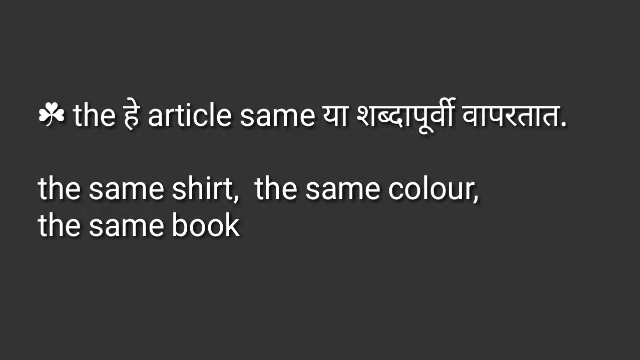 ☘ the हे article same या शब्दापूर्वी वापरतात.
the same shirt,  the same colour,
the same book